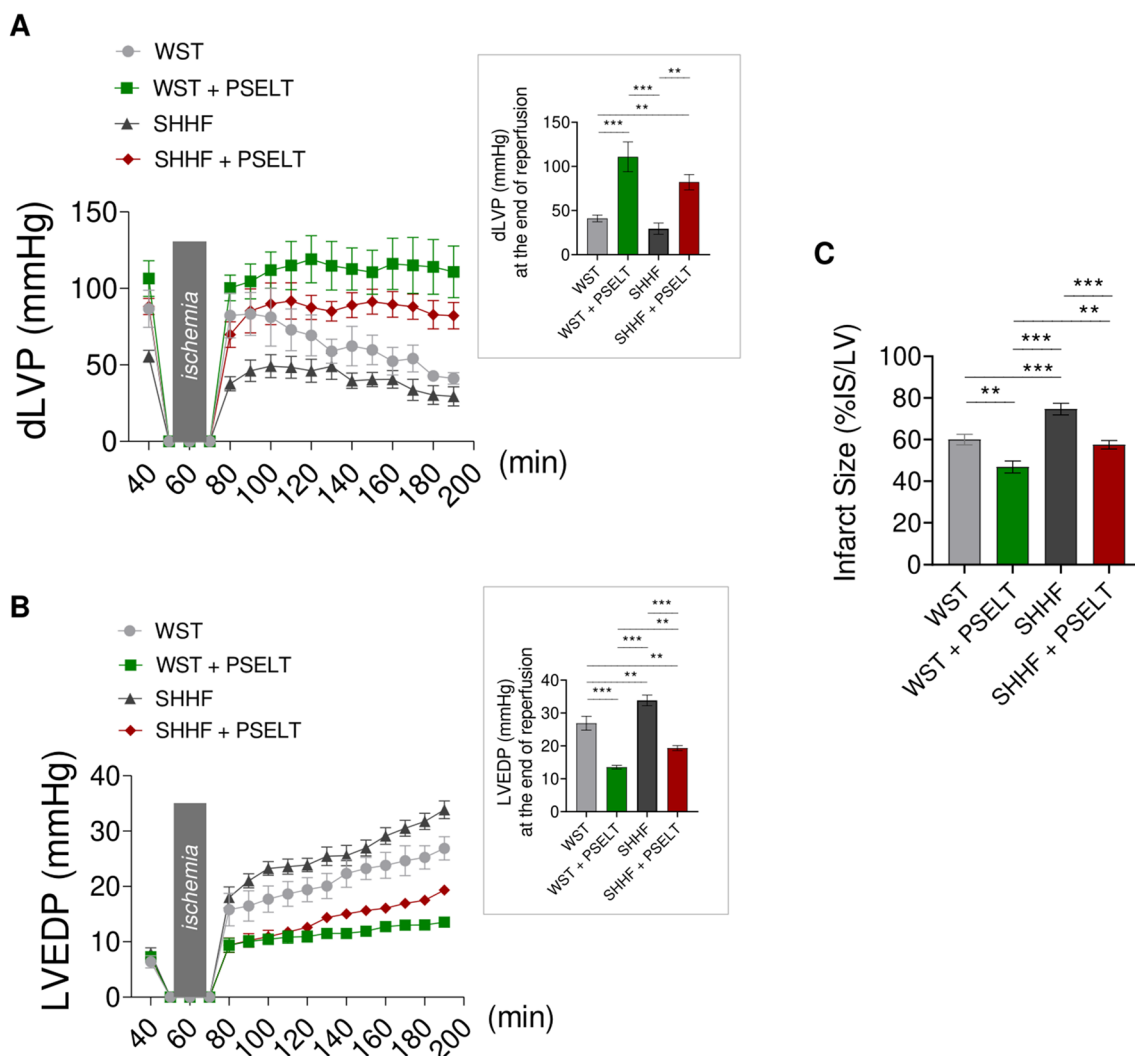 A
WST
WST + PSELT
SHHF
SHHF + PSELT
dLVP (mmHg)
150
100
50
0
ischemia
40
60
80
100
120
140
160
180
200
(min)
dLVP (mmHg)
at the end of reperfusion
150
100
50
0
***
**
***
**
WST
WST + PSELT
SHHF
SHHF + PSELT
B
WST
WST + PSELT
SHHF
SHHF + PSELT
LVEDP (mmHg)
40
30
20
10
0
ischemia
40
60
80
100
120
140
160
180
200
(min)
LVEDP (mmHg)
at the end of reperfusion
40
30
20
10
0
***
**
***
**
**
***
WST
WST + PSELT
SHHF
SHHF + PSELT
C
Infarct Size (%IS/LV)
100
80
60
40
20
0
***
**
***
***
**
WST
WST + PSELT
SHHF
SHHF + PSELT